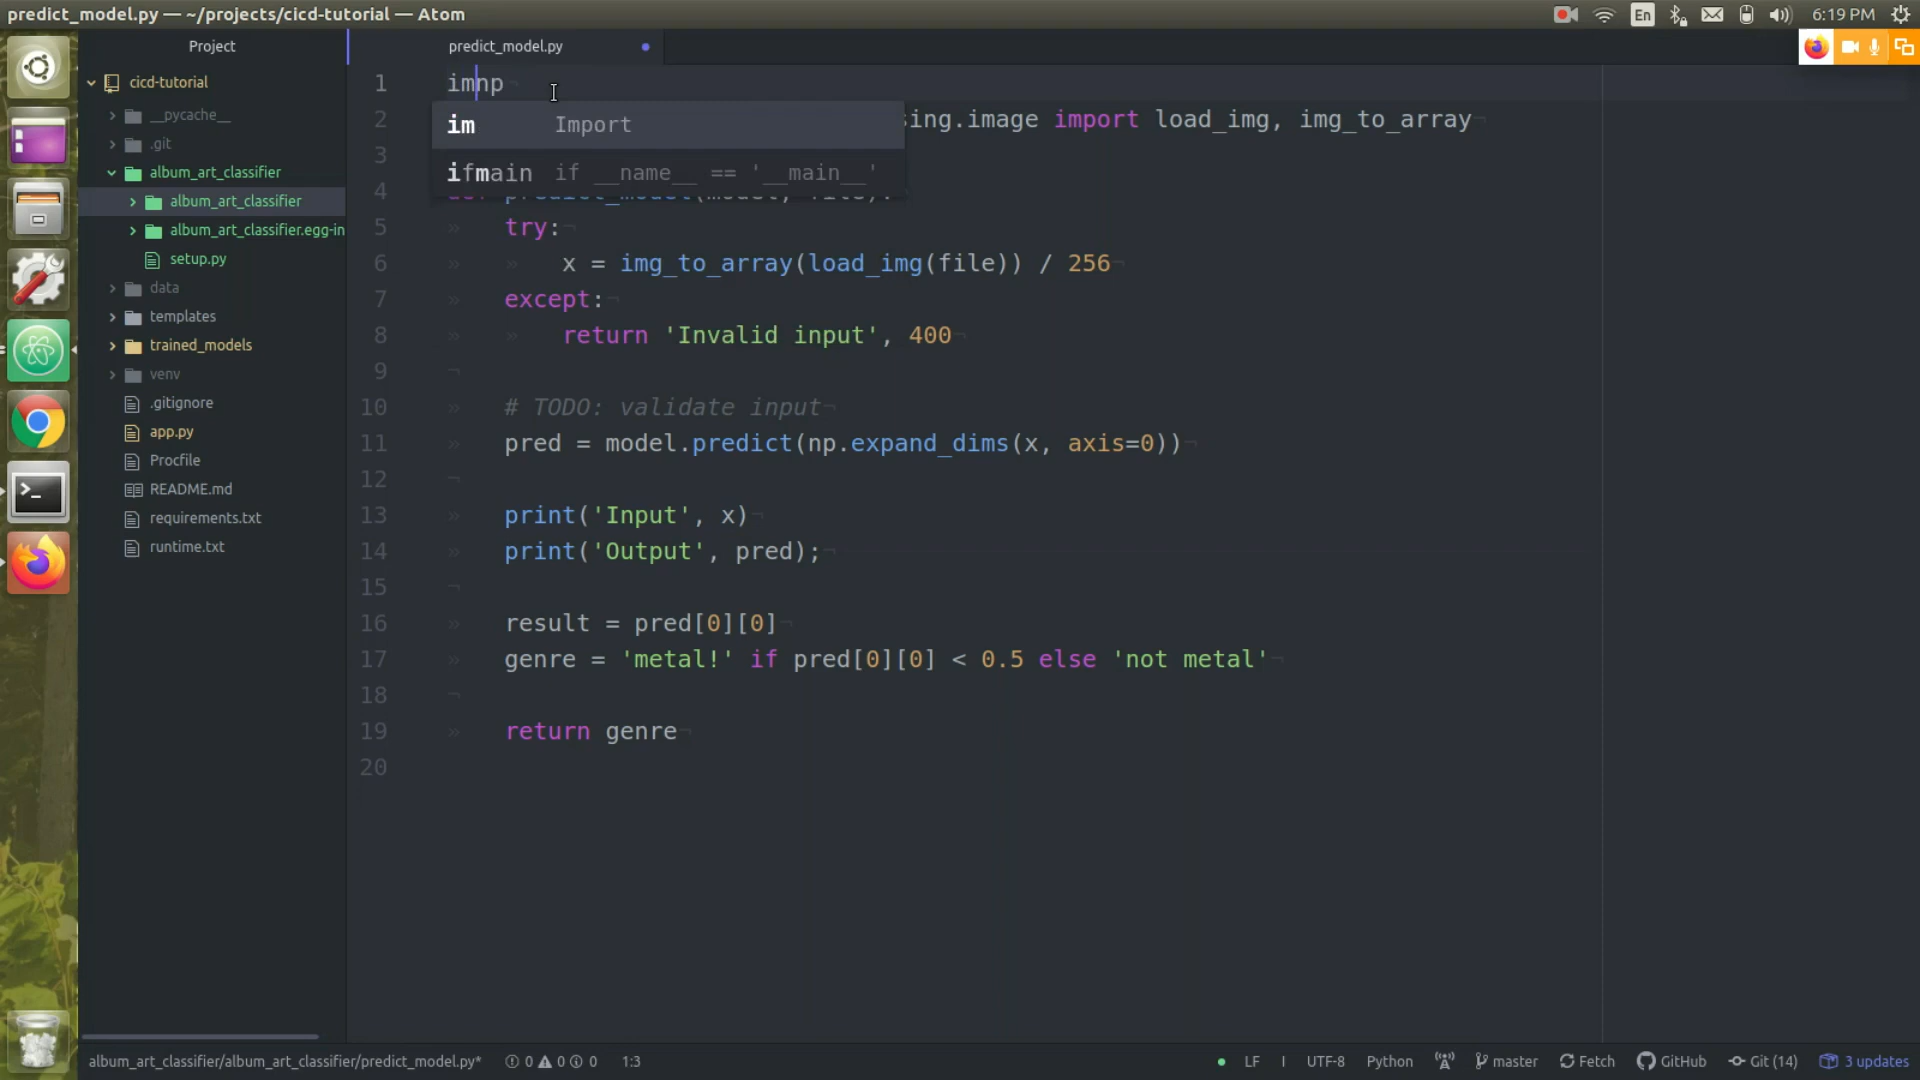 predict_model.py — ~/projects/cicd-tutorial — Atom
En
6:19 PM
Project
predict_model.py
cicd-tutorial
__pycache__
.git
album_art_classifier
album_art_classifier
album_art_classifier.egg-in
setup.py
data
templates
trained_models
venv
.gitignore
app.py
Procfile
README.md
requirements.txt
runtime.txt
1 imnp
im Import
ifmain if __name__ == '__main__'
2 sing.image import load_img, img_to_array
3
4 def predict_model(model, file):
5 try:
6 x = img_to_array(load_img(file)) / 256
7 except:
8 return 'Invalid input', 400
9
10 # TODO: validate input
11 pred = model.predict(np.expand_dims(x, axis=0))
12
13 print('Input', x)
14 print('Output', pred);
15
16 result = pred[0][0]
17 genre = 'metal!' if pred[0][0] < 0.5 else 'not metal'
18
19 return genre
20
album_art_classifier/album_art_classifier/predict_model.py* 0 0 0 1:3
LF UTF-8 Python master Fetch GitHub Git (14) 3 updates